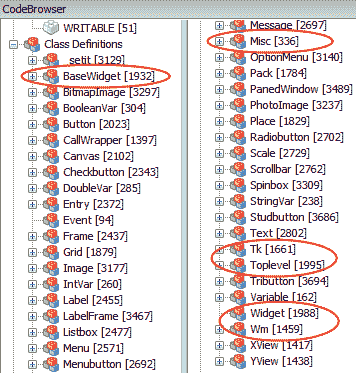 CodeBrowser
WRITABLE [51]
Class Definitions
_setit [3129]
BaseWidget [1932]
BitmapImage [3297]
BooleanVar [304]
Button [2023]
CallWrapper [1397]
Canvas [2102]
Checkbutton [2343]
DoubleVar [285]
Entry [2372]
Event [94]
Frame [2437]
Grid [1879]
Image [3177]
IntVar [260]
Label [2455]
LabelFrame [3467]
Listbox [2477]
Menu [2571]
Menubutton [2692]
Message [2697]
Misc [336]
OptionMenu [3140]
Pack [1784]
PanedWindow [3489]
PhotoImage [3237]
Place [1829]
Radiobutton [2702]
Scale [2729]
Scrollbar [2762]
Spinbox [3309]
StringVar [238]
Studbutton [3686]
Text [2802]
Tk [1661]
Toplevel [1995]
Tributton [3694]
Variable [162]
Widget [1988]
Wm [1459]
XView [1417]
YView [1438]